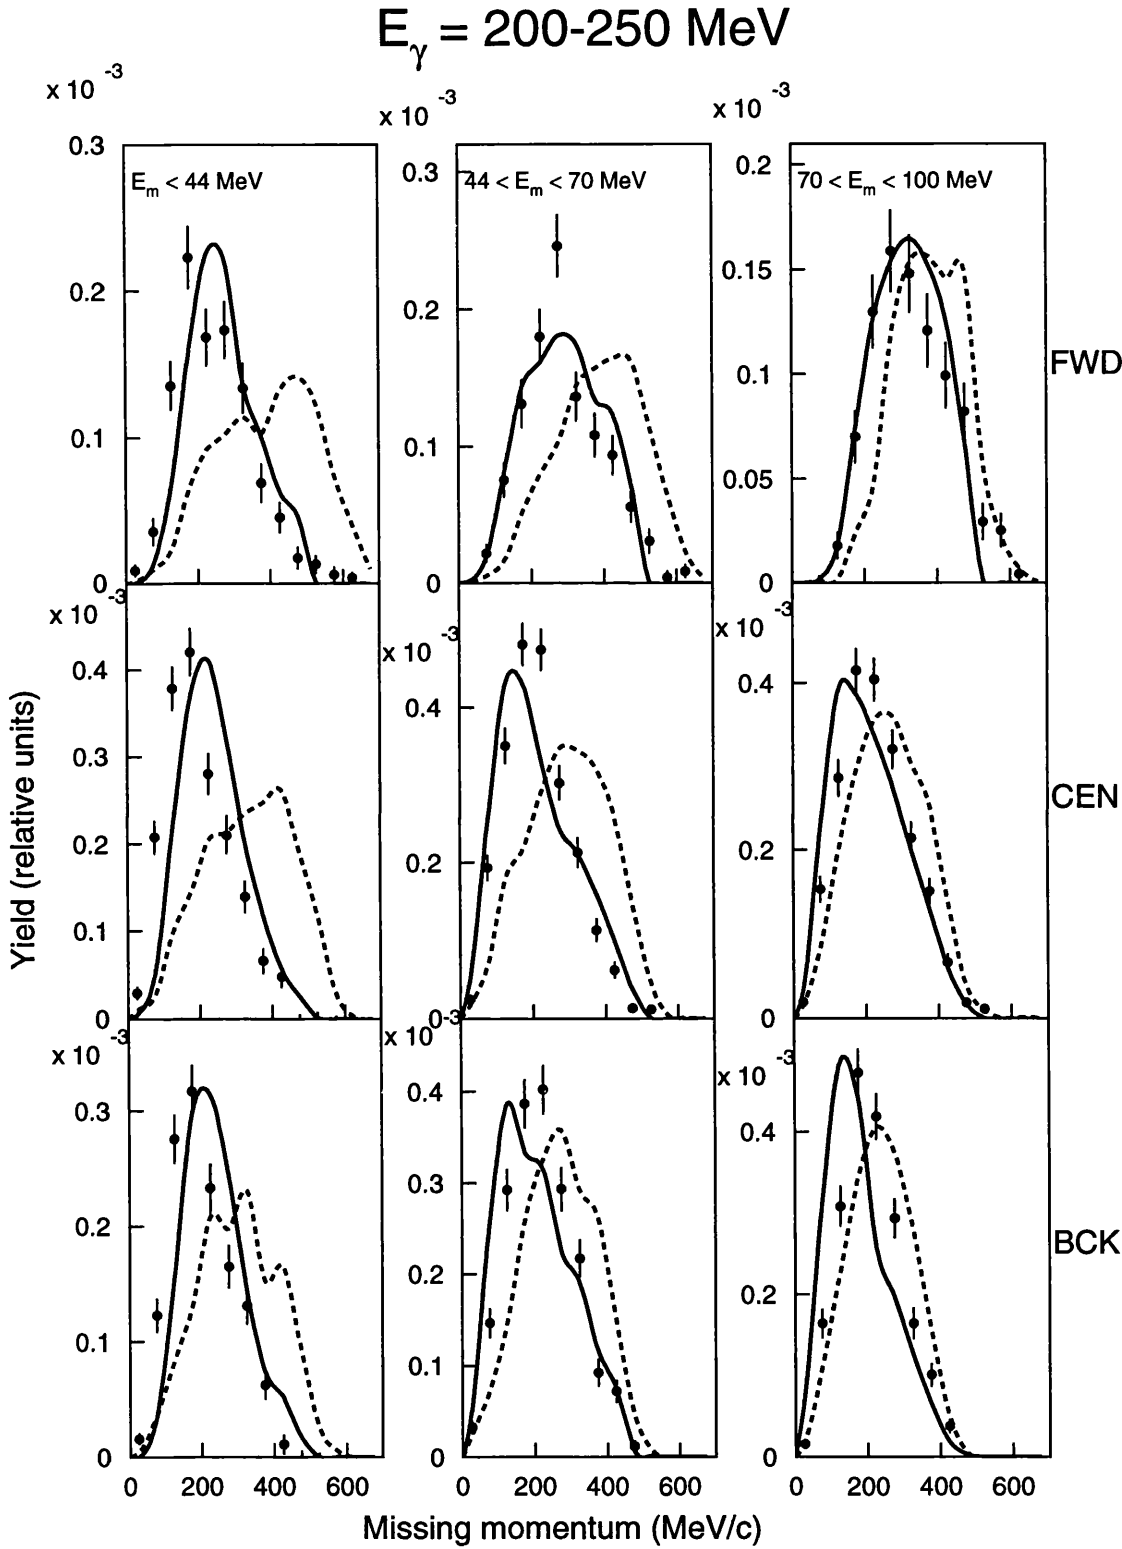 Eγ = 200-250 MeV
x 10 -3
x 10 -3
x 10 -3
0.3
0.2
0.1
0
Em < 44 MeV
0.3
0.2
0.1
0
44 < Em < 70 MeV
0.2
0.15
0.1
0.05
0
70 < Em < 100 MeV
FWD
x 10 -3
x 10 -3
x 10 -3
0.4
0.3
0.2
0.1
0
0.4
0.2
0.4
0.2
0
CEN
Yield (relative units)
x 10 -3
x 10 0-3
x 10 -3
0.3
0.2
0.1
0
0.4
0.3
0.2
0.1
0
0.4
0.2
0
BCK
0 200 400 600
0 200 400 600
0 200 400 600
Missing momentum (MeV/c)